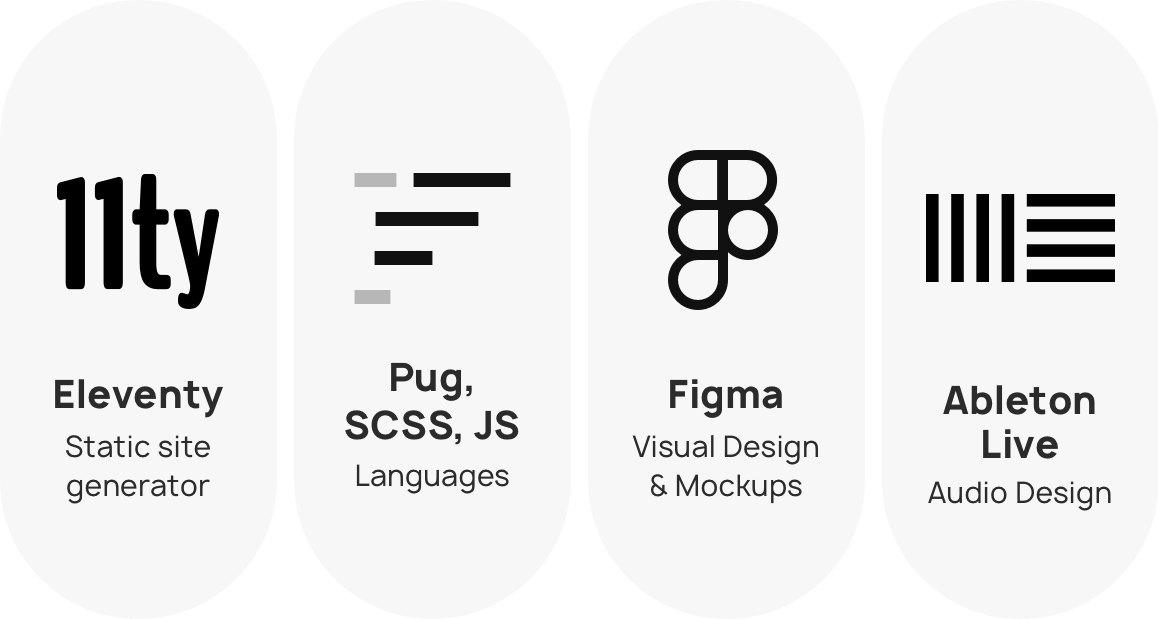 11ty
Eleventy
Static site
generator
Pug,
SCSS, JS
Languages
Figma
Visual Design
& Mockups
Ableton
Live
Audio Design